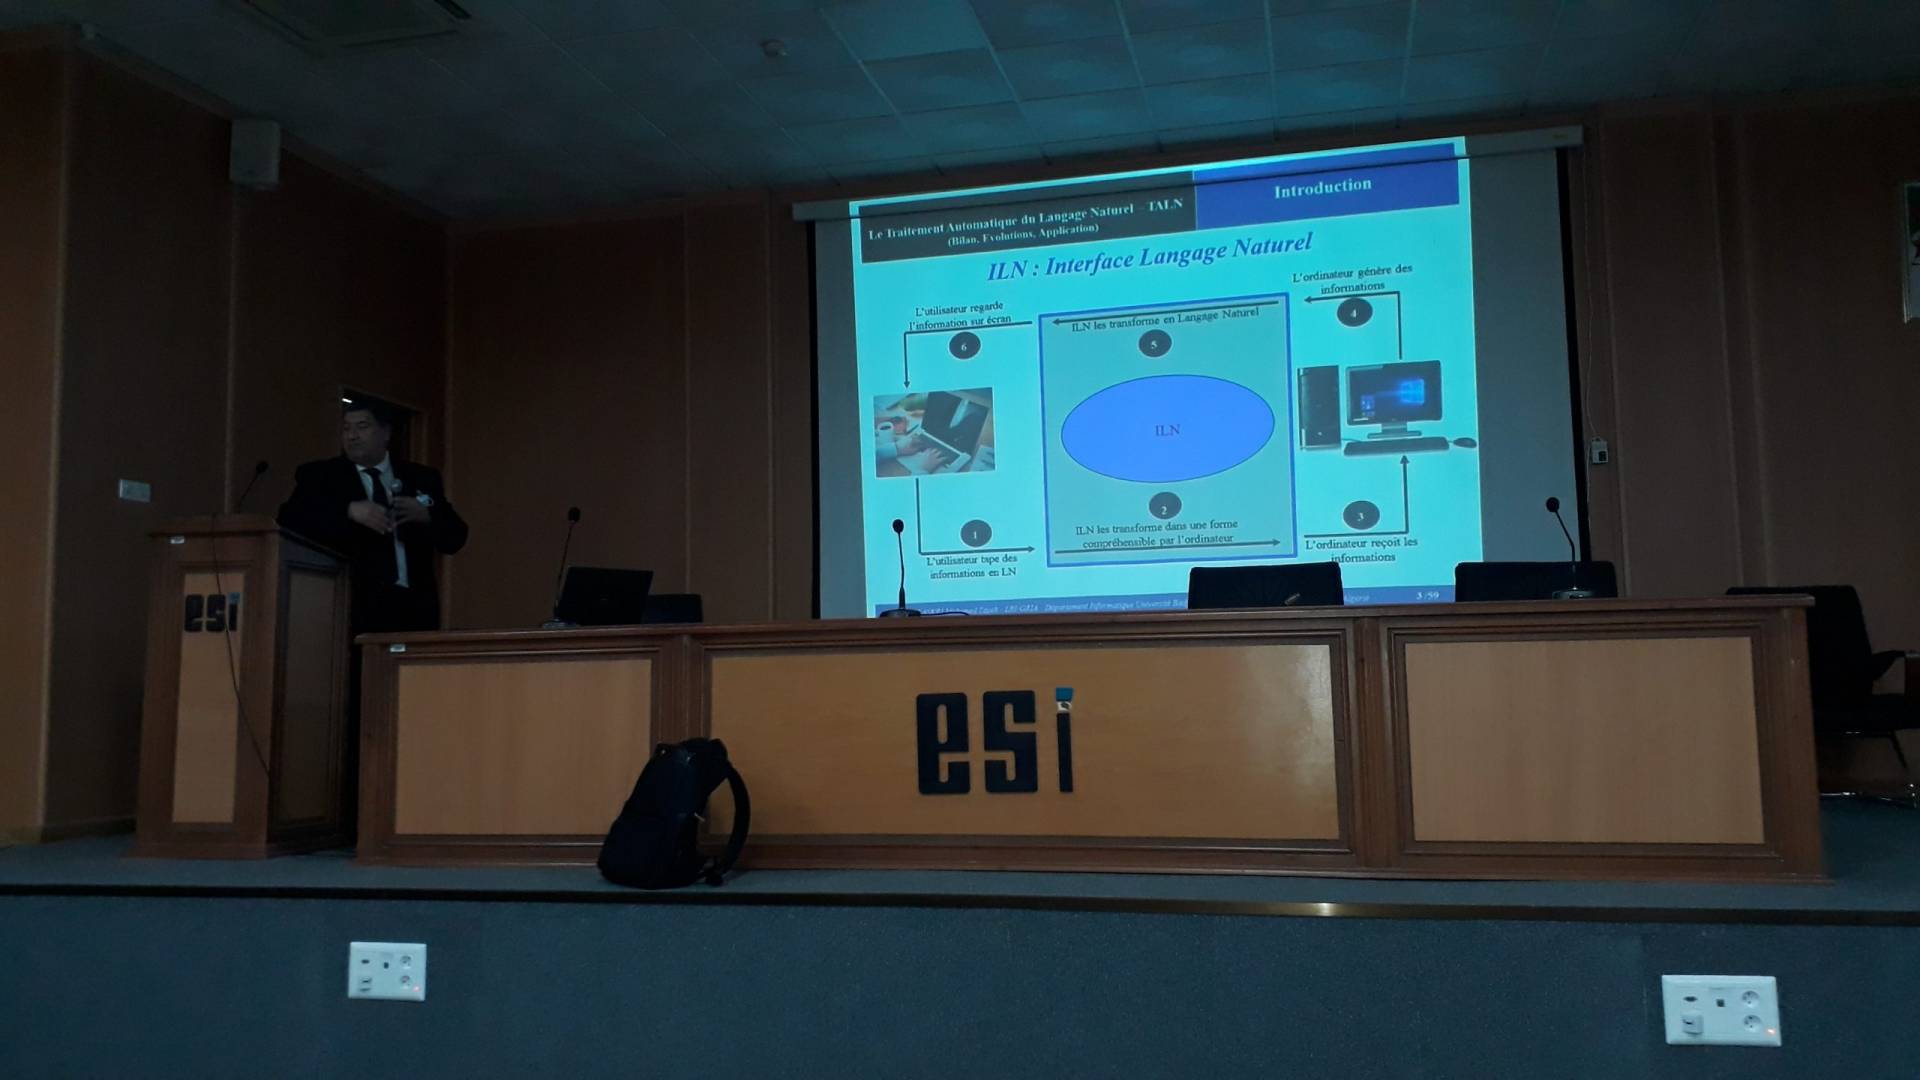 Le Traitement Automatique du Langage Naturel – TALN
(Bilan, Evolutions, Application)
Introduction
ILN : Interface Langage Naturel
L'utilisateur regarde
l'information sur écran
6
ILN les transforme en Langage Naturel
5
L'ordinateur génère des
informations
4
ILN
1
L'utilisateur tape des
informations en LN
2
ILN les transforme dans une forme
compréhensible par l'ordinateur
3
L'ordinateur reçoit les
informations
Département Informatique Université
3 /59
esi
esi